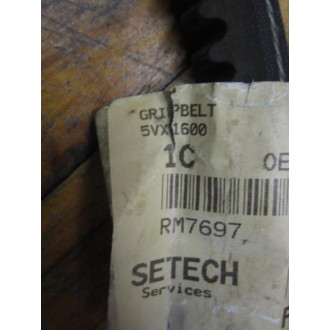 GRIPBELT
5VX1600
1C OE
RM7697
SETECH
Services